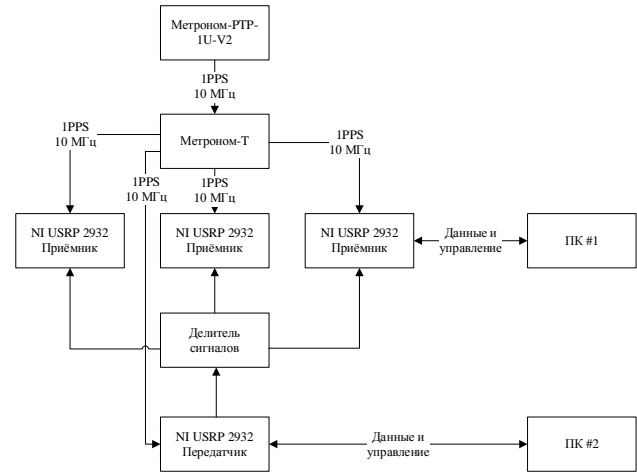 Метроном-PTP-
1U-V2
1PPS
10 МГц
Метроном-Т
1PPS
10 МГц
1PPS
10 МГц
1PPS
10 МГц
1PPS
10 МГц
NI USRP 2932
Приёмник
NI USRP 2932
Приёмник
NI USRP 2932
Приёмник
Данные и
управление
ПК #1
Делитель
сигналов
NI USRP 2932
Передатчик
Данные и
управление
ПК #2